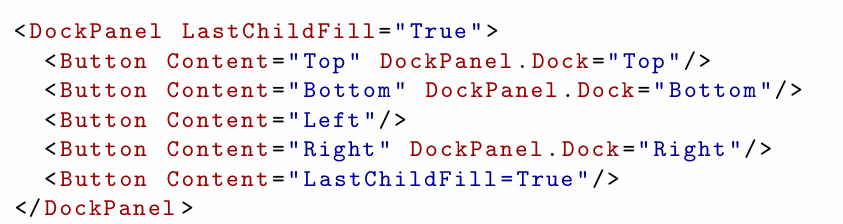 <DockPanel LastChildFill="True">
  <Button Content="Top" DockPanel.Dock="Top"/>
  <Button Content="Bottom" DockPanel.Dock="Bottom"/>
  <Button Content="Left"/>
  <Button Content="Right" DockPanel.Dock="Right"/>
  <Button Content="LastChildFill=True"/>
</DockPanel>